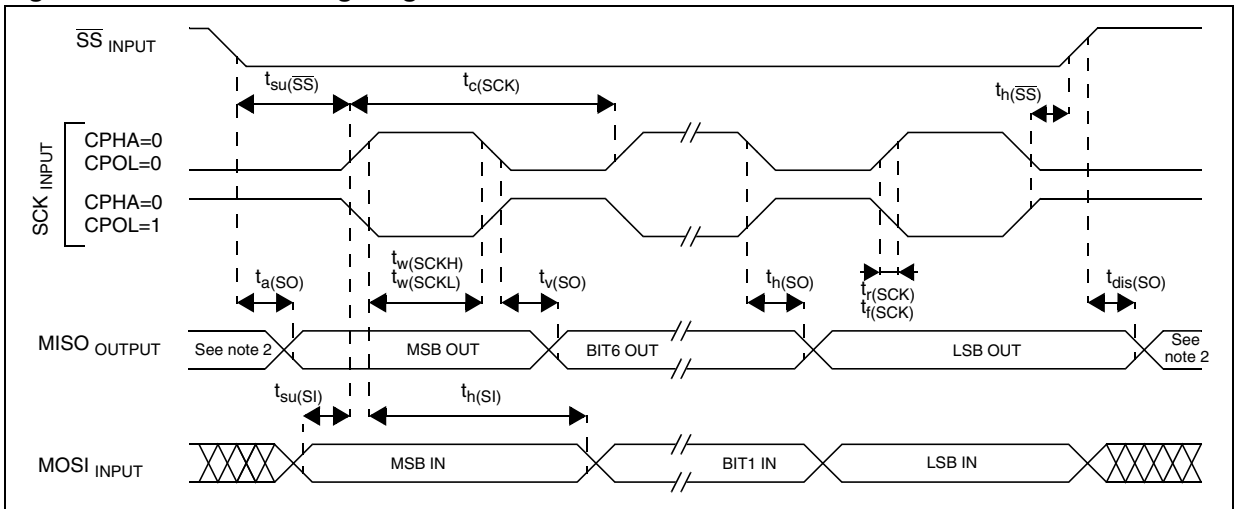 SS INPUT
tsu(SS)
tc(SCK)
th(SS)
SCK INPUT
CPHA=0
CPOL=0
CPHA=0
CPOL=1
ta(SO)
tw(SCKH)
tw(SCKL)
tv(SO)
th(SO)
tr(SCK)
tf(SCK)
tdis(SO)
MISO OUTPUT
See note 2
MSB OUT
BIT6 OUT
LSB OUT
See
note 2
tsu(SI)
th(SI)
MOSI INPUT
MSB IN
BIT1 IN
LSB IN